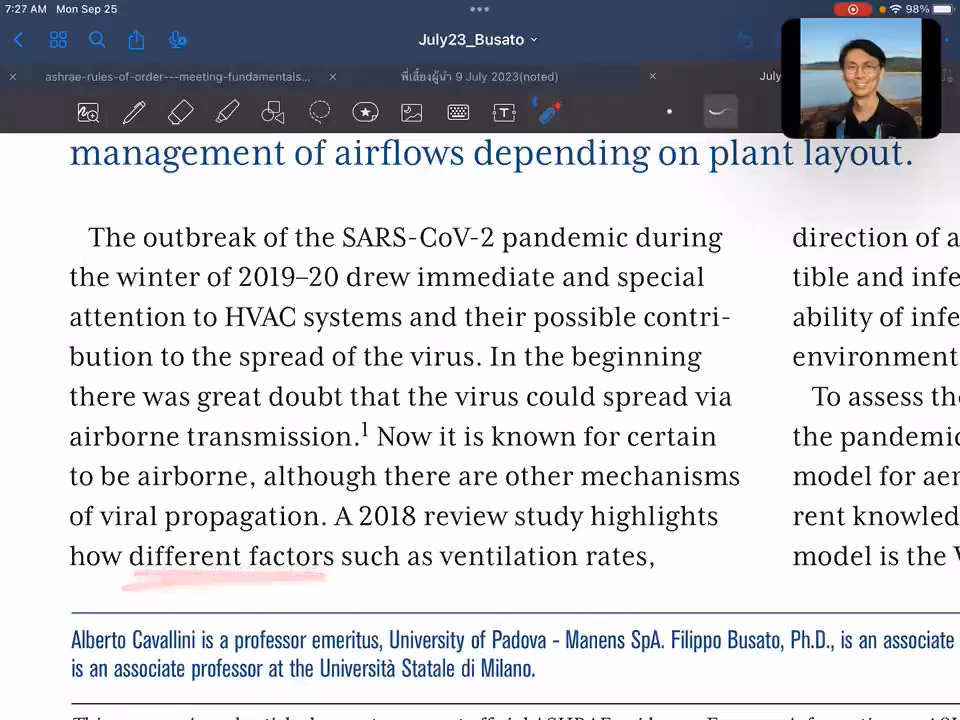 7:27 AM Mon Sep 25
98%
July23_Busato
ashrae-rules-of-order---meeting-fundamentals...
พี่เลี้ยงผู้นำ 9 July 2023(noted)
July
management of airflows depending on plant layout.
The outbreak of the SARS-CoV-2 pandemic during
the winter of 2019–20 drew immediate and special
attention to HVAC systems and their possible contri-
bution to the spread of the virus. In the beginning
there was great doubt that the virus could spread via
airborne transmission.1 Now it is known for certain
to be airborne, although there are other mechanisms
of viral propagation. A 2018 review study highlights
how different factors such as ventilation rates,
direction of a
tible and infe
ability of infe
environment
To assess the
the pandemic
model for aer
rent knowled
model is the V
Alberto Cavallini is a professor emeritus, University of Padova - Manens SpA. Filippo Busato, Ph.D., is an associate
is an associate professor at the Università Statale di Milano.